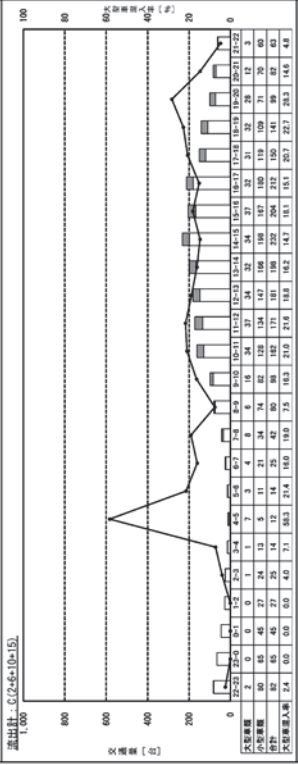 流出計：C(2+6+10+15)
交通量［台］
1,000
800
600
400
200
0
大型車混入率［%］
100
80
60
40
20
0
22-23 23-0 0-1 1-2 2-3 3-4 4-5 5-6 6-7 7-8 8-9 9-10 10-11 11-12 12-13 13-14 14-15 15-16 16-17 17-18 18-19 19-20 20-21 21-22
大型車類 2 0 0 0 1 1 7 3 4 8 6 16 34 37 34 32 34 37 32 31 32 28 12 3
小型車類 80 65 45 27 24 13 5 11 21 34 74 82 128 134 147 166 198 167 180 119 109 71 70 60
合計 82 65 45 27 25 14 12 14 25 42 80 98 162 171 181 198 232 204 212 150 141 99 82 63
大型車混入率 2.4 0.0 0.0 0.0 4.0 7.1 58.3 21.4 16.0 19.0 7.5 16.3 21.0 21.6 18.8 16.2 14.7 18.1 15.1 20.7 22.7 28.3 14.6 4.8